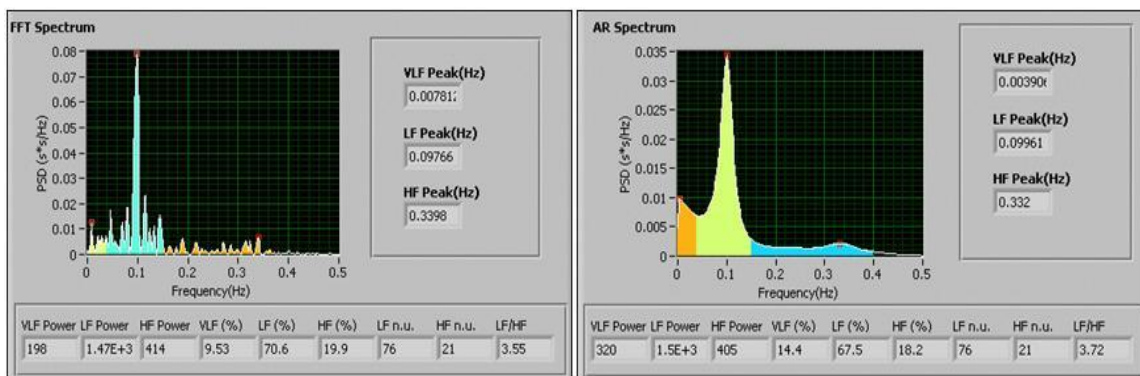 FFT Spectrum
PSD (s*s/Hz)
0.08
0.07
0.06
0.05
0.04
0.03
0.02
0.01
0
0 0.1 0.2 0.3 0.4 0.5
Frequency(Hz)
VLF Peak(Hz)
0.00781
LF Peak(Hz)
0.09766
HF Peak(Hz)
0.3398
VLF Power LF Power HF Power VLF (%) LF (%) HF (%) LF n.u. HF n.u. LF/HF
198 1.47E+3 414 9.53 70.6 19.9 76 21 3.55
AR Spectrum
PSD (s*s/Hz)
0.035
0.03
0.025
0.02
0.015
0.01
0.005
0
0 0.1 0.2 0.3 0.4 0.5
Frequency(Hz)
VLF Peak(Hz)
0.00390
LF Peak(Hz)
0.09961
HF Peak(Hz)
0.332
VLF Power LF Power HF Power VLF (%) LF (%) HF (%) LF n.u. HF n.u. LF/HF
320 1.5E+3 405 14.4 67.5 18.2 76 21 3.72